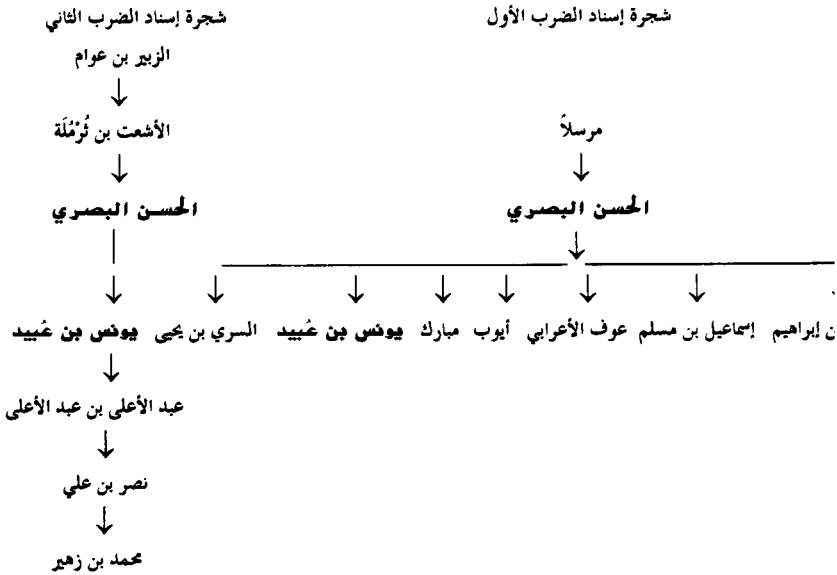 شجرة إسناد الضرب الأول
شجرة إسناد الضرب الثاني
الزبير بن عوام
مرسلاً
الأشعت بن ثُرْمُلَة
الحسن البصري
الحسن البصري
إبراهيم إسماعيل بن مسلم عوف الأعرابي أيوب مبارك يونس بن عُبيد السري بن يحيى يونس بن عُبيد
عبد الأعلى بن عبد الأعلى
نصر بن علي
محمد بن زهير